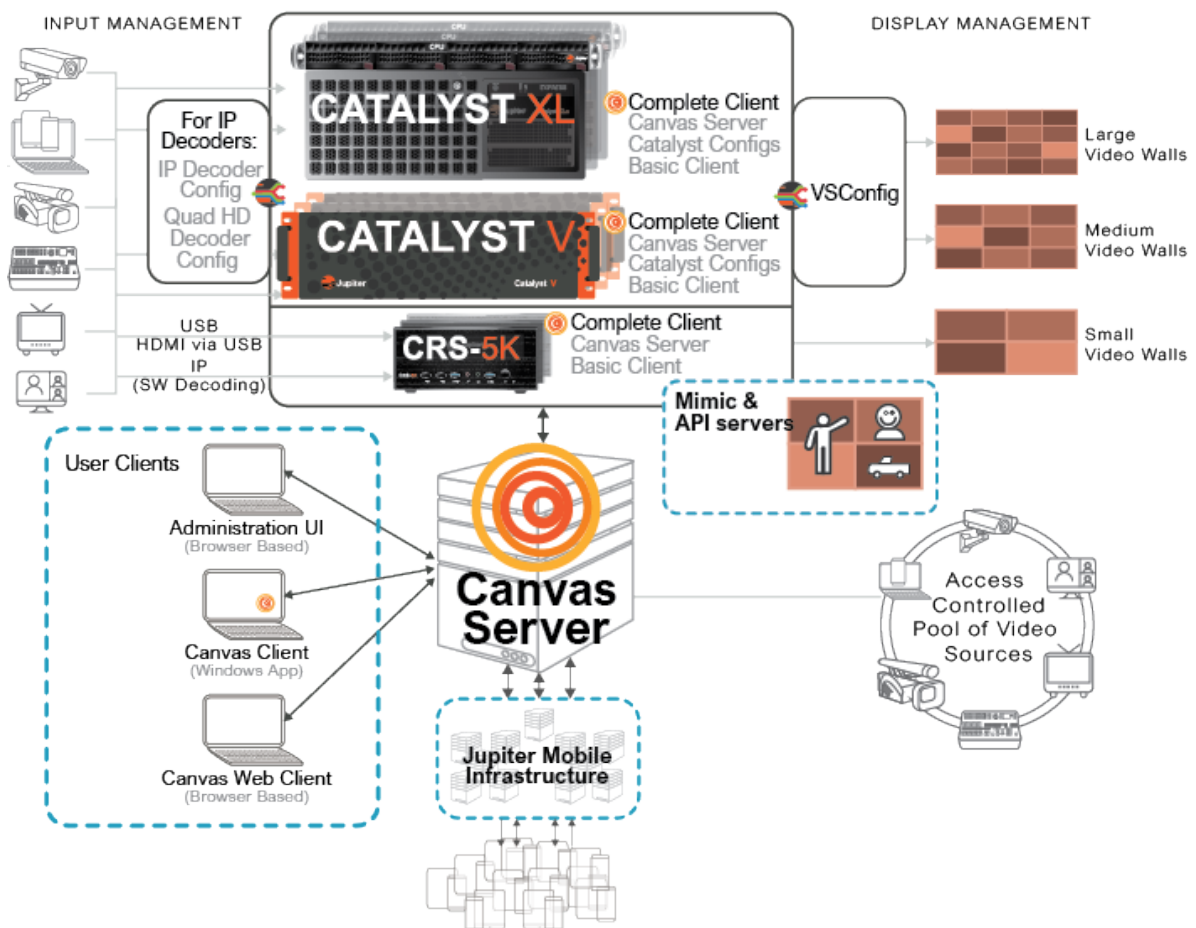 INPUT MANAGEMENT
DISPLAY MANAGEMENT
CPU
CPU
CPU
CATALYST XL
Complete Client
Canvas Server
Catalyst Configs
Basic Client
For IP
Decoders:
IP Decoder
Config
Quad HD
Decoder
Config
CATALYST V
Jupiter
Catalyst V
Complete Client
Canvas Server
Catalyst Configs
Basic Client
VSConfig
Large
Video Walls
Medium
Video Walls
Small
Video Walls
USB
HDMI via USB
IP
(SW Decoding)
CRS-5K
Complete Client
Canvas Server
Basic Client
Mimic &
API servers
User Clients
Administration UI
(Browser Based)
Canvas Client
(Windows App)
Canvas Web Client
(Browser Based)
Canvas
Server
Access
Controlled
Pool of Video
Sources
Jupiter Mobile
Infrastructure